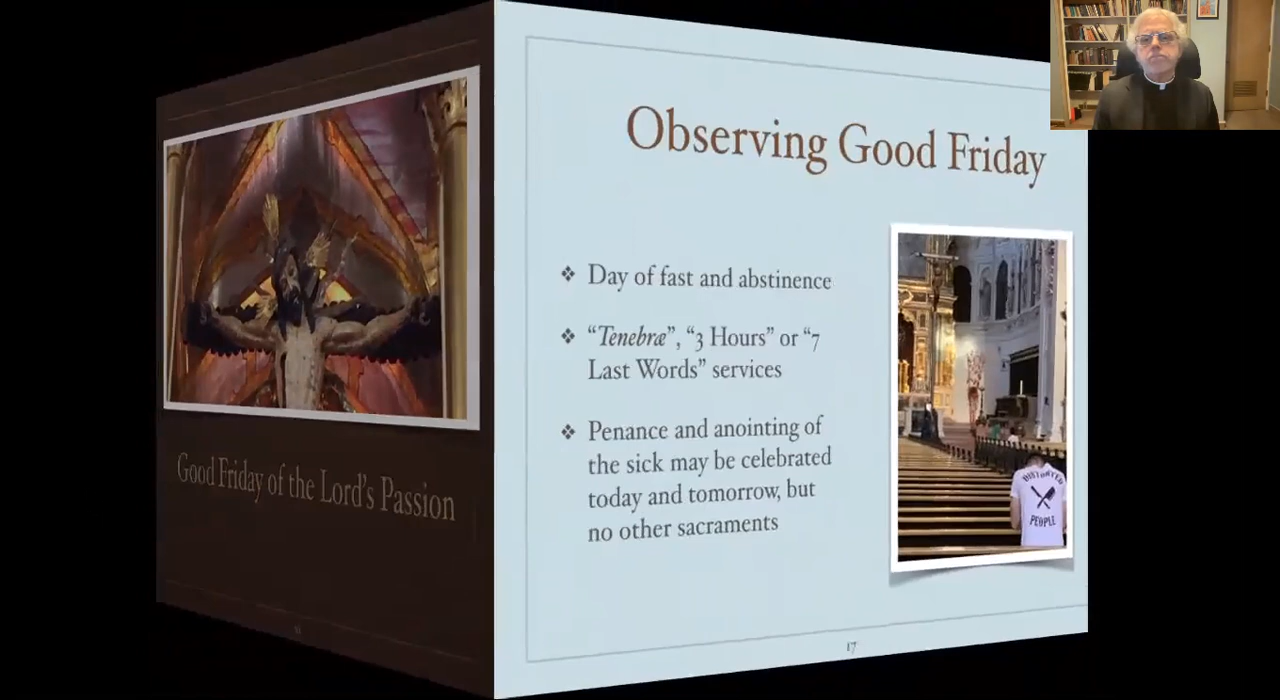 Good Friday of the Lord's Passion
Observing Good Friday
❖ Day of fast and abstinence
❖ "Tenebræ", "3 Hours" or "7
Last Words" services
❖ Penance and anointing of
the sick may be celebrated
today and tomorrow, but
no other sacraments
DISTORTED
PEOPLE
17